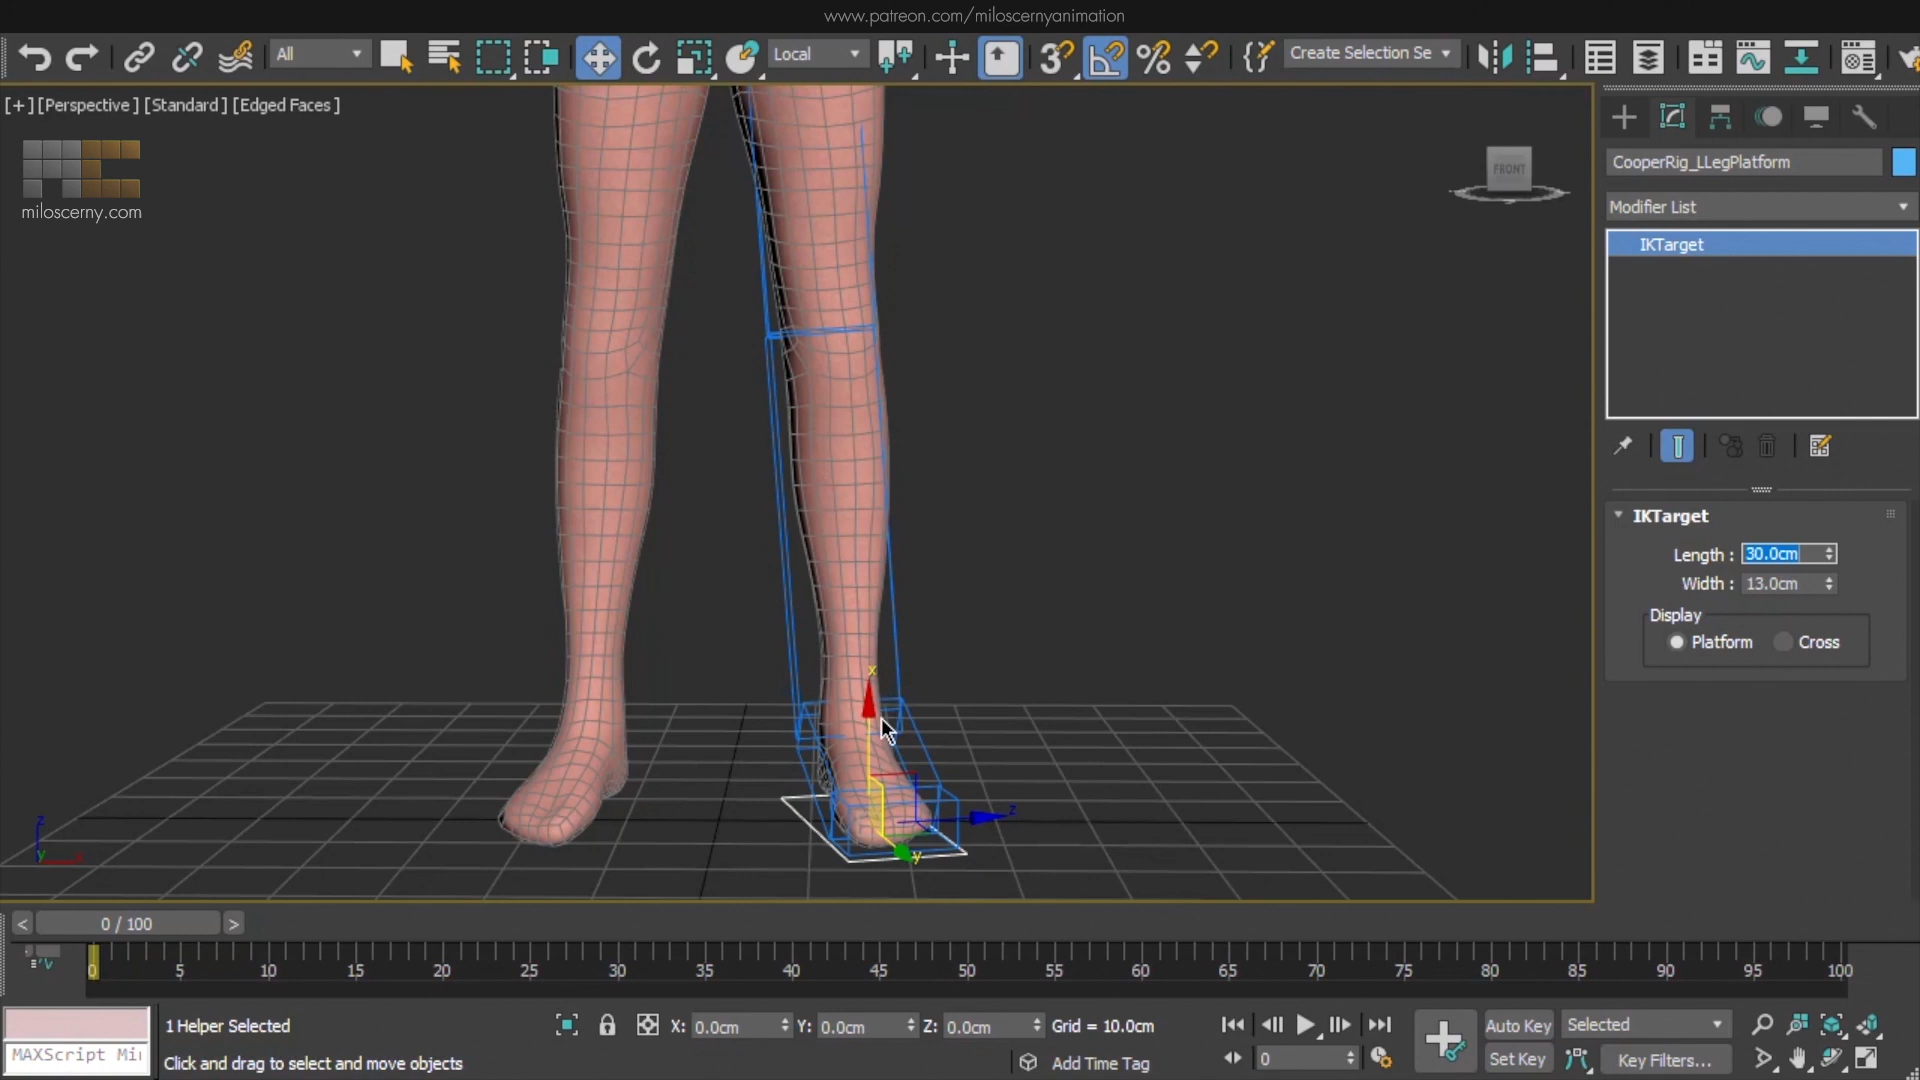 www.patreon.com/miloscernyanimation
All
Local
3
Create Selection Se
[+] [Perspective] [Standard] [Edged Faces]
miloscerny.com
FRONT
CooperRig_LLegPlatform
Modifier List
IKTarget
IKTarget
Length : 30.0cm
Width : 13.0cm
Display
Platform
Cross
x
z
y
z
y
x
< 0 / 100 >
0 5 10 15 20 25 30 35 40 45 50 55 60 65 70 75 80 85 90 95 100
1 Helper Selected
X: 0.0cm Y: 0.0cm Z: 0.0cm Grid = 10.0cm
Auto Key Selected
MAXScript Mi
Click and drag to select and move objects
Add Time Tag
0
Set Key Key Filters...